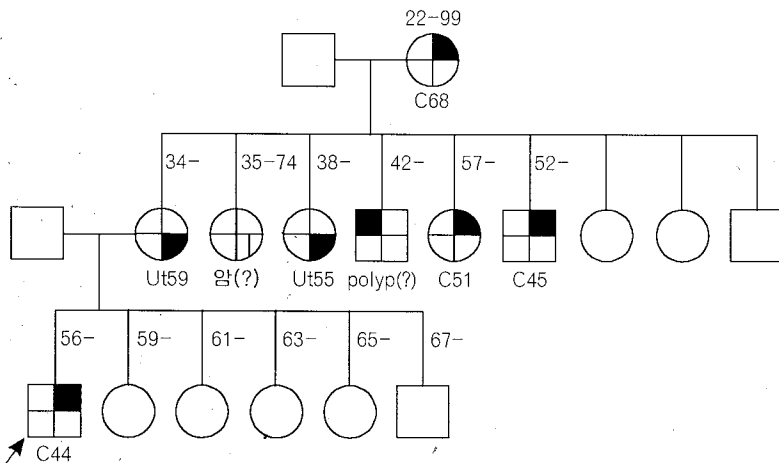 22-99
C68
34- 35-74 38- 42- 57- 52-
Ut59 암(?) Ut55 polyp(?) C51 C45
56- 59- 61- 63- 65- 67-
C44